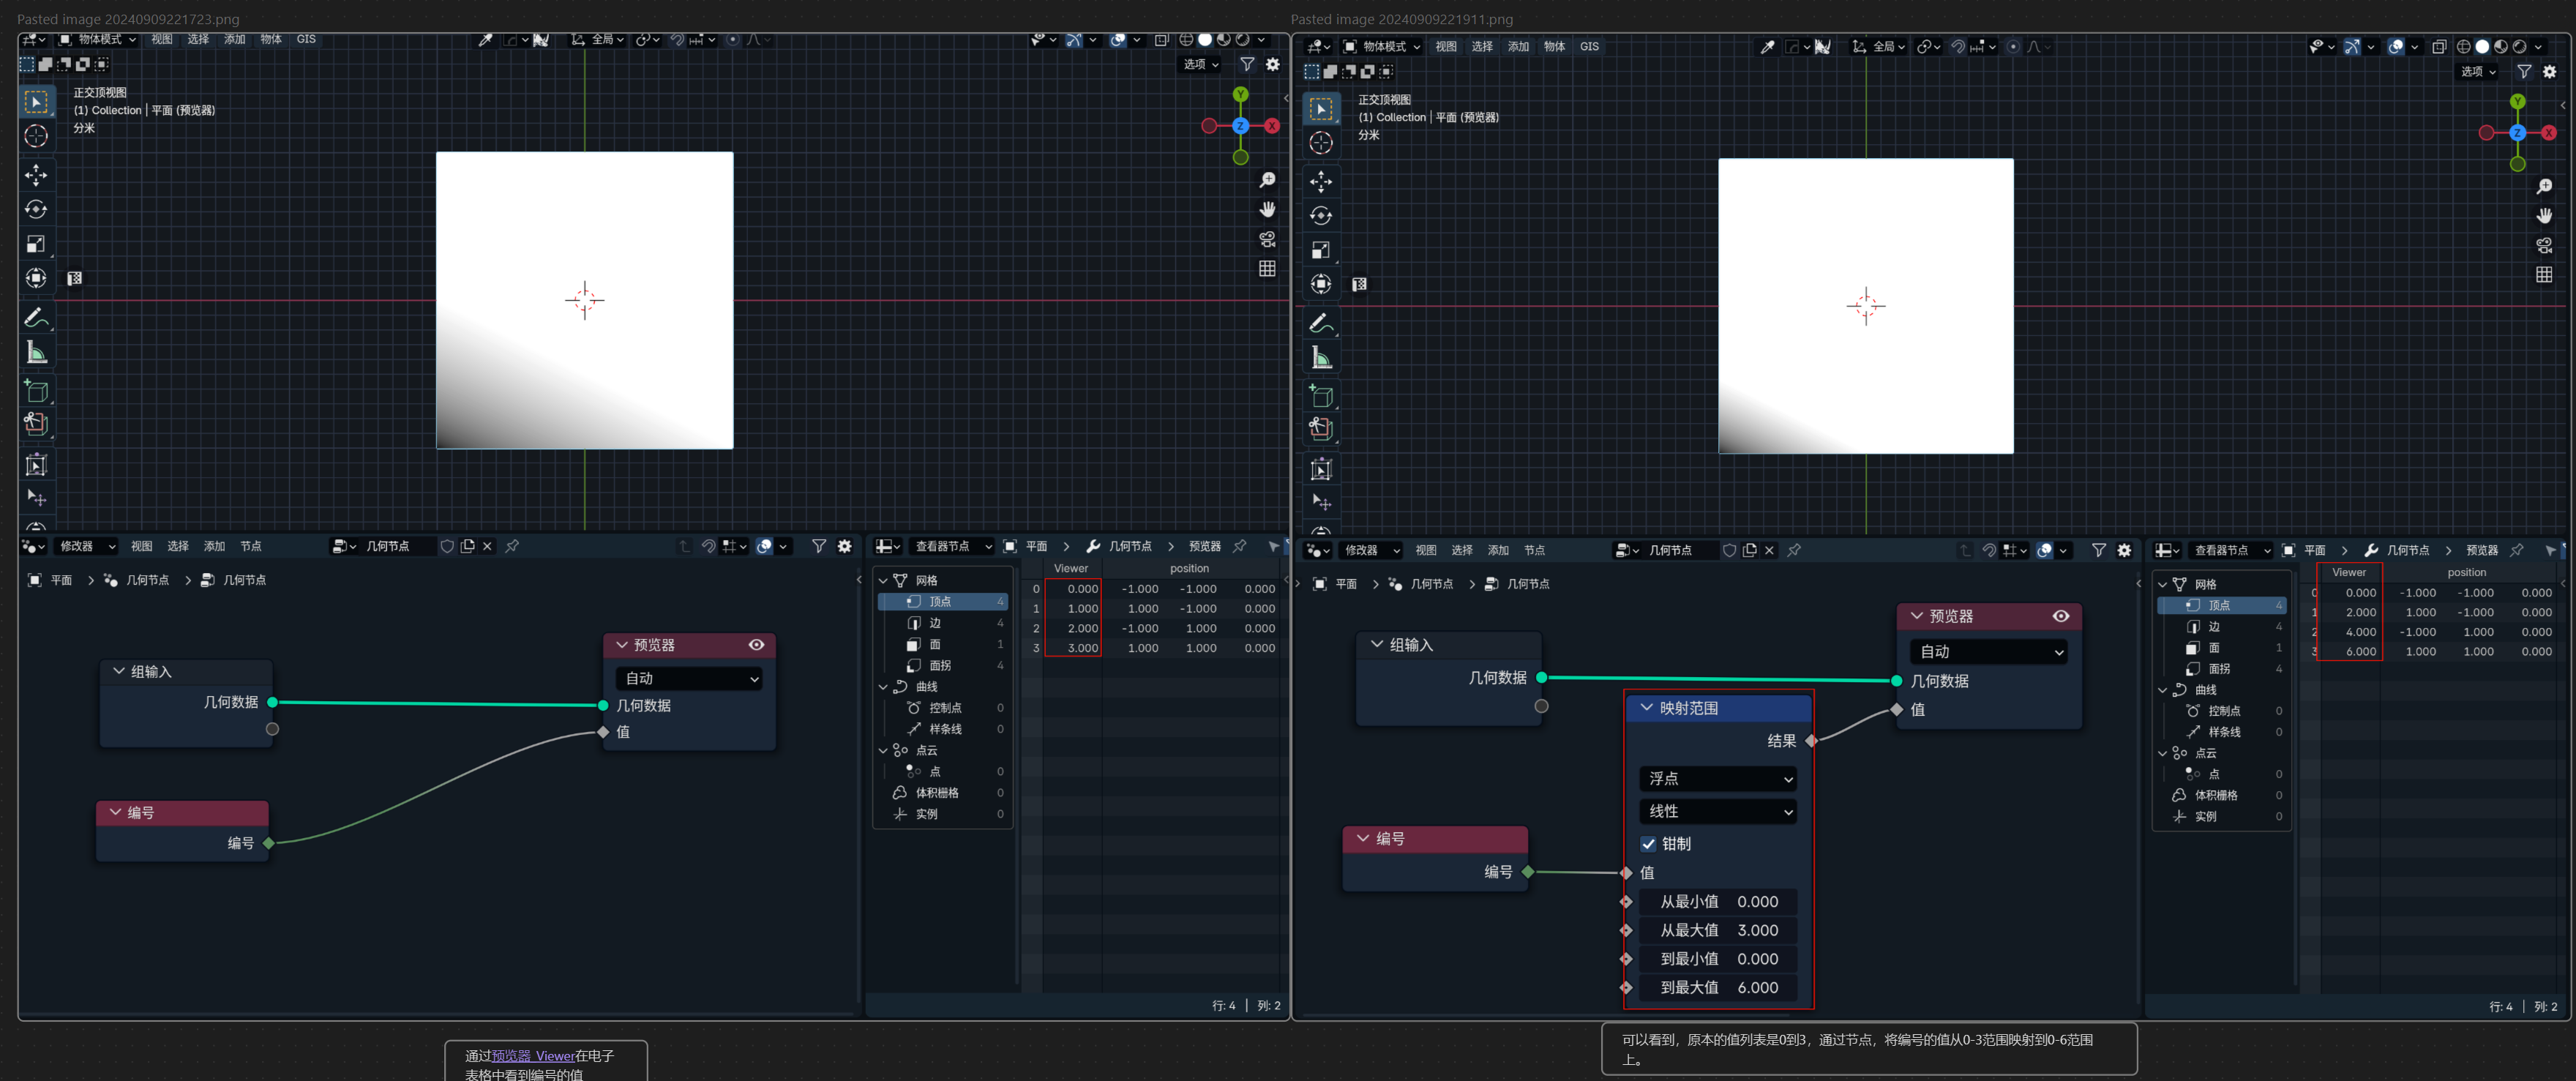 Pasted image 20240909221723.png
物体模式 视图 选择 添加 物体 GIS 全局
选项
正交顶视图
(1) Collection | 平面 (预览器)
分米
Y
Z X
修改器 视图 选择 添加 节点 几何节点
平面 > 几何节点 > 几何节点
组输入
几何数据
编号
编号
预览器
自动
几何数据
值
查看器节点 平面 > 几何节点 > 预览器
网格
顶点 4
边 4
面 1
面拐 4
曲线
控制点 0
样条线 0
点云
点 0
体积栅格 0
实例 0
Viewer position
0 0.000 -1.000 -1.000 0.000
1 1.000 1.000 -1.000 0.000
2 2.000 -1.000 1.000 0.000
3 3.000 1.000 1.000 0.000
行: 4 | 列: 2
通过预览器 Viewer在电子
表格中看到编号的值
Pasted image 20240909221911.png
物体模式 视图 选择 添加 物体 GIS 全局
选项
正交顶视图
(1) Collection | 平面 (预览器)
分米
Y
Z X
修改器 视图 选择 添加 节点 几何节点
平面 > 几何节点 > 几何节点
组输入
几何数据
编号
编号
映射范围
结果
浮点
线性
钳制
值
从最小值 0.000
从最大值 3.000
到最小值 0.000
到最大值 6.000
预览器
自动
几何数据
值
查看器节点 平面 > 几何节点 > 预览器
网格
顶点 4
边 4
面 1
面拐 4
曲线
控制点 0
样条线 0
点云
点 0
体积栅格 0
实例 0
Viewer position
0 0.000 -1.000 -1.000 0.000
1 2.000 1.000 -1.000 0.000
2 4.000 -1.000 1.000 0.000
3 6.000 1.000 1.000 0.000
行: 4 | 列: 2
可以看到，原本的值列表是0到3，通过节点，将编号的值从0-3范围映射到0-6范围
上。